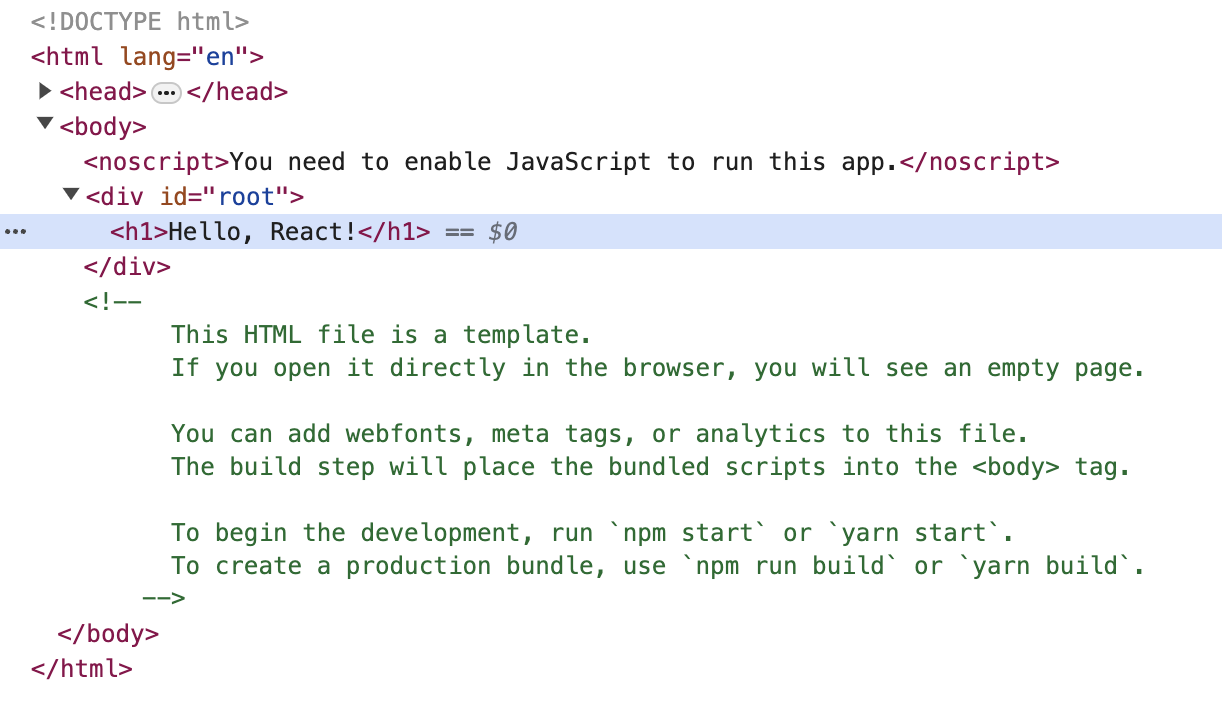 <!DOCTYPE html>
<html lang="en">
<head>…</head>
<body>
<noscript>You need to enable JavaScript to run this app.</noscript>
<div id="root">
<h1>Hello, React!</h1> == $0
</div>
<!--
This HTML file is a template.
If you open it directly in the browser, you will see an empty page.
You can add webfonts, meta tags, or analytics to this file.
The build step will place the bundled scripts into the <body> tag.
To begin the development, run `npm start` or `yarn start`.
To create a production bundle, use `npm run build` or `yarn build`.
-->
</body>
</html>